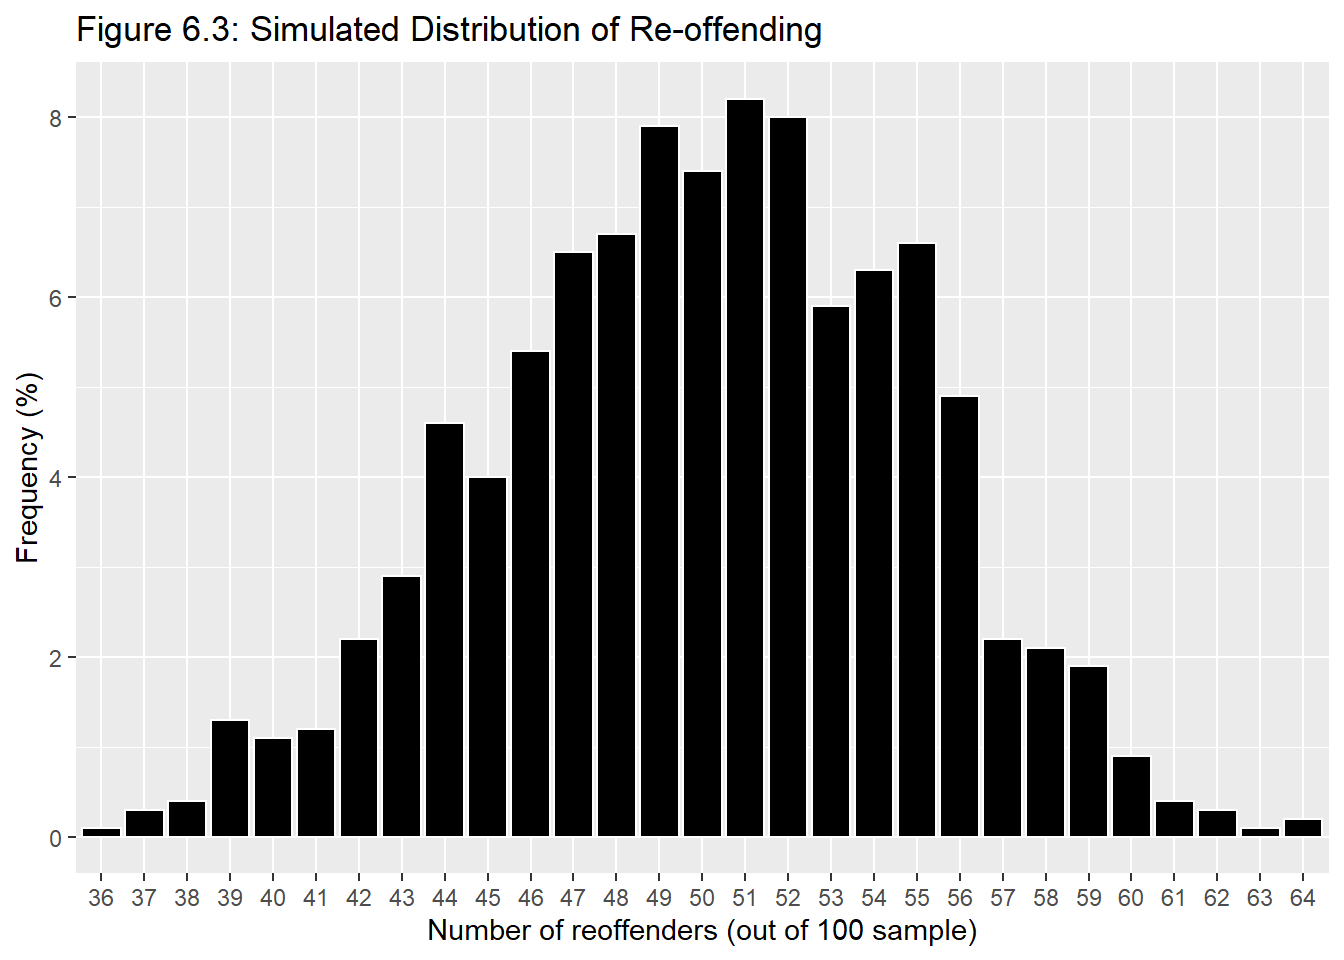 Figure 6.3: Simulated Distribution of Re-offending
Frequency (%)
8
6
4
2
0
36 37 38 39 40 41 42 43 44 45 46 47 48 49 50 51 52 53 54 55 56 57 58 59 60 61 62 63 64
Number of reoffenders (out of 100 sample)